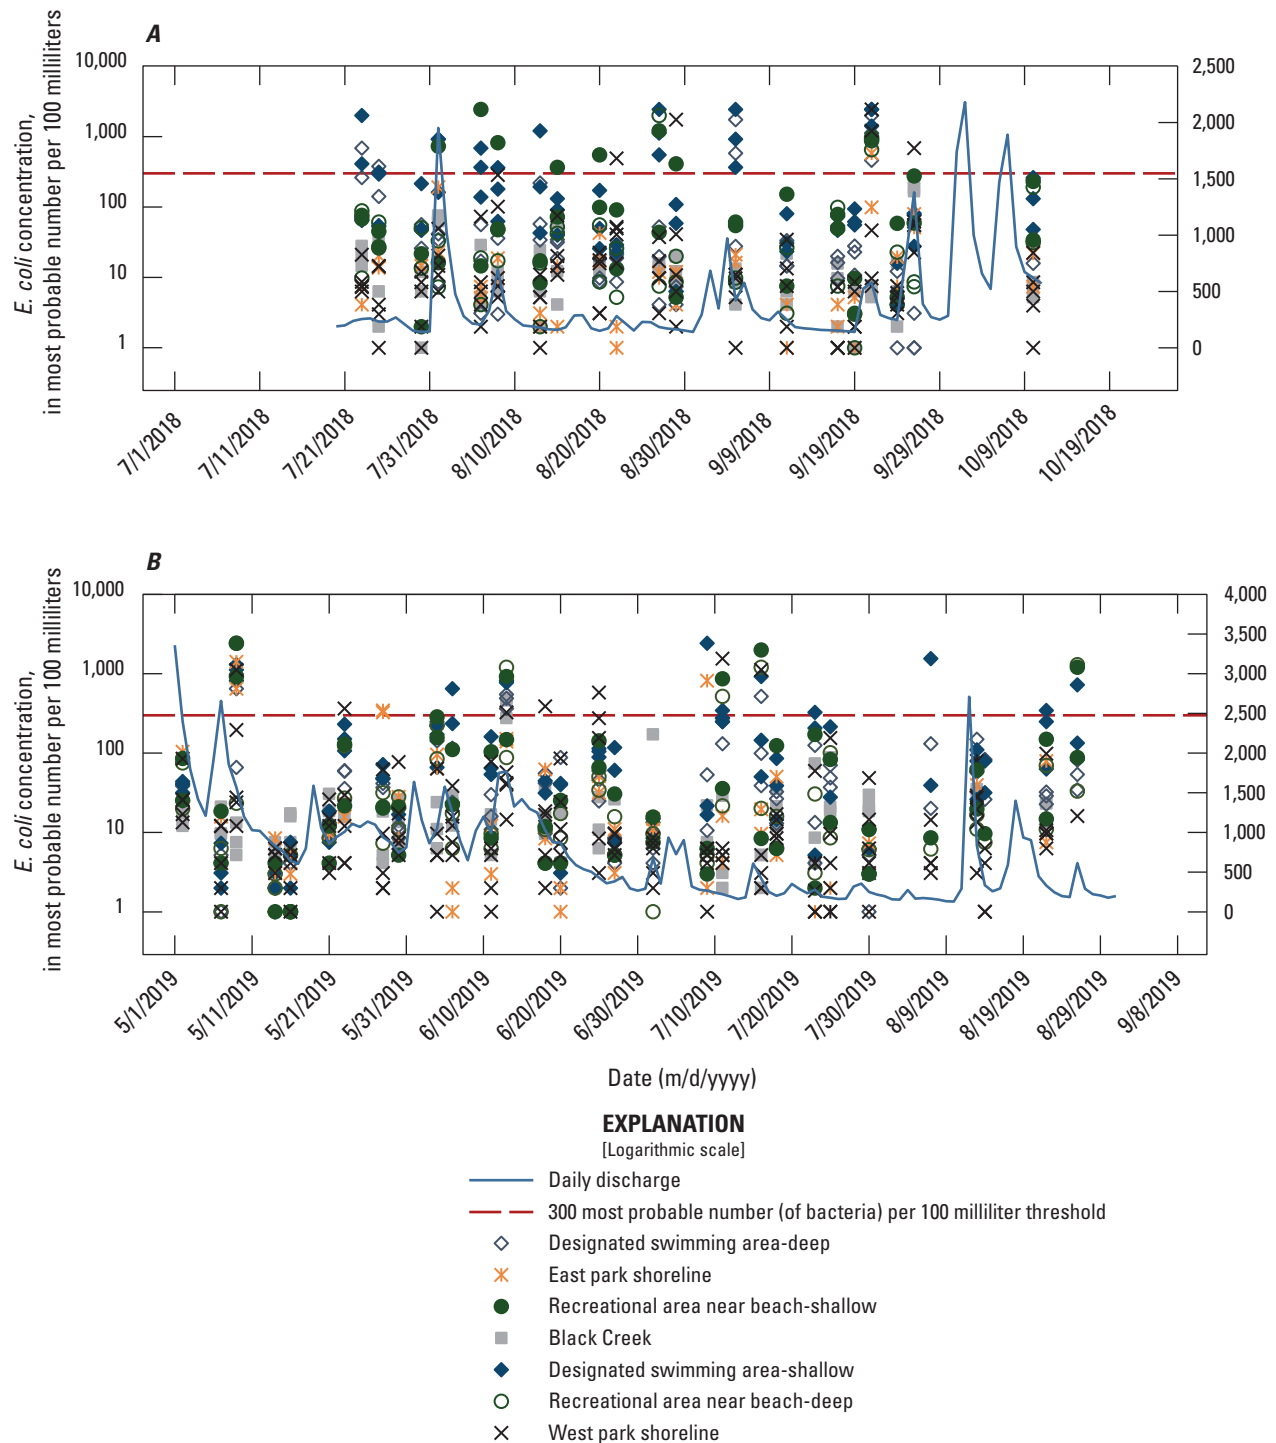 A
E. coli concentration,
in most probable number per 100 milliliters
10,000
1,000
100
10
1
2,500
2,000
1,500
1,000
500
0
7/1/2018
7/11/2018
7/21/2018
7/31/2018
8/10/2018
8/20/2018
8/30/2018
9/9/2018
9/19/2018
9/29/2018
10/9/2018
10/19/2018
B
E. coli concentration,
in most probable number per 100 milliliters
10,000
1,000
100
10
1
4,000
3,500
3,000
2,500
2,000
1,500
1,000
500
0
5/1/2019
5/11/2019
5/21/2019
5/31/2019
6/10/2019
6/20/2019
6/30/2019
7/10/2019
7/20/2019
7/30/2019
8/9/2019
8/19/2019
8/29/2019
9/8/2019
Date (m/d/yyyy)
EXPLANATION
[Logarithmic scale]
Daily discharge
300 most probable number (of bacteria) per 100 milliliter threshold
Designated swimming area-deep
East park shoreline
Recreational area near beach-shallow
Black Creek
Designated swimming area-shallow
Recreational area near beach-deep
West park shoreline